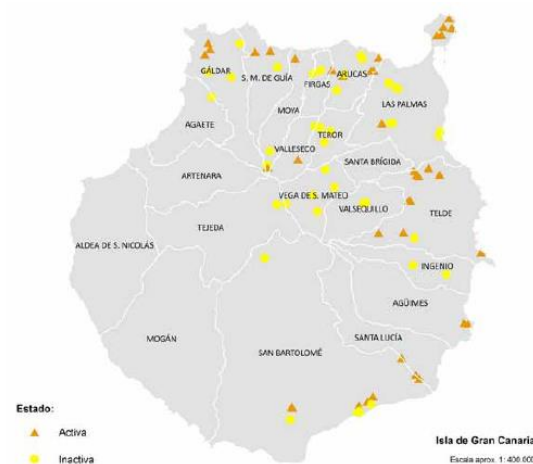 GÁLDAR
S. M. DE GUÍA
FIRGAS
ARUCAS
LAS PALMAS
MOYA
AGAETE
TEROR
VALLESECO
SANTA BRÍGIDA
ARTENARA
VEGA DE S. MATEO
VALSEQUILLO
TELDE
TEJEDA
ALDEA DE S. NICOLÁS
INGENIO
AGÜIMES
MOGÁN
SANTA LUCÍA
SAN BARTOLOMÉ
Estado:
Activa
Inactiva
Isla de Gran Canaria
Escala aprox. 1: 400.000